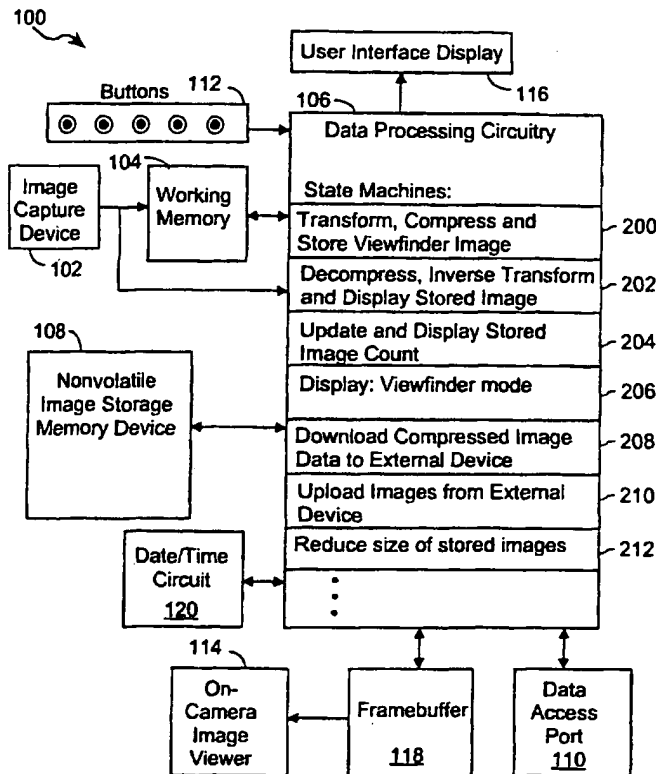 100
User Interface Display
116
Buttons
112
106
Data Processing Circuitry
104
Image
Capture
Device
102
Working
Memory
State Machines:
Transform, Compress and
Store Viewfinder Image
200
Decompress, Inverse Transform
and Display Stored Image
202
Update and Display Stored
Image Count
204
108
Nonvolatile
Image Storage
Memory Device
Display: Viewfinder mode
206
Download Compressed Image
Data to External Device
208
Upload Images from External
Device
210
Reduce size of stored images
212
Date/Time
Circuit
120
114
On-
Camera
Image
Viewer
Framebuffer
118
Data
Access
Port
110